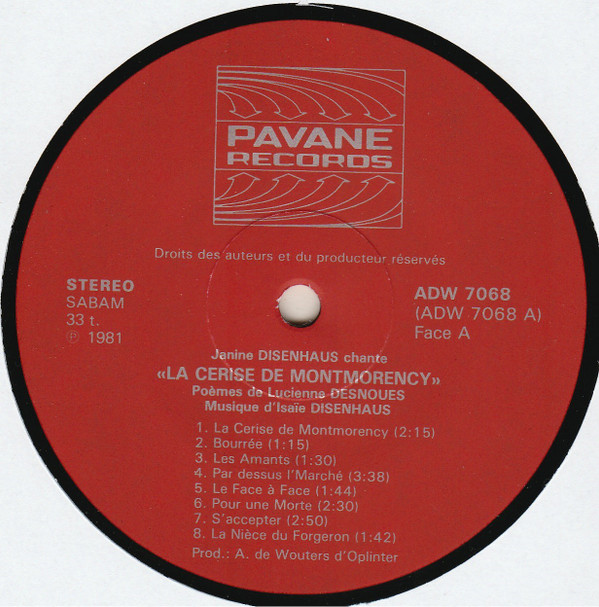 PAVANE
RECORDS
Droits des auteurs et du producteur réservés
STEREO
SABAM
33 t.
℗ 1981
ADW 7068
(ADW 7068 A)
Face A
Janine DISENHAUS chante
«LA CERISE DE MONTMORENCY»
Poèmes de Lucienne DESNOUES
Musique d'Isaïe DISENHAUS
1. La Cerise de Montmorency (2:15)
2. Bourrée (1:15)
3. Les Amants (1:30)
4. Par dessus l'Marché (3:38)
5. Le Face à Face (1:44)
6. Pour une Morte (2:30)
7. S'accepter (2:50)
8. La Nièce du Forgeron (1:42)
Prod.: A. de Wouters d'Oplinter